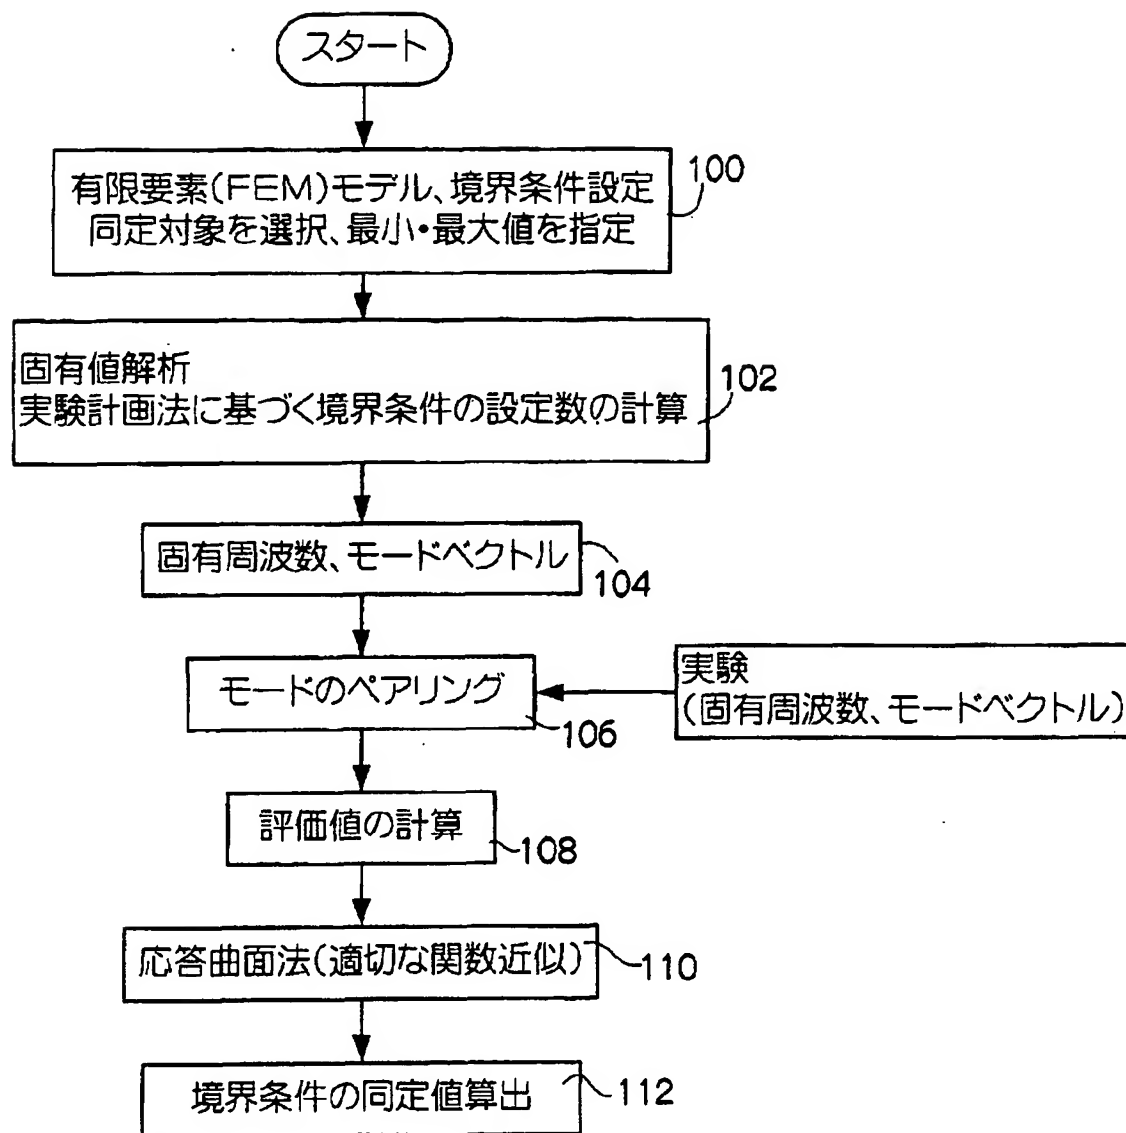 スタート
有限要素(FEM)モデル、境界条件設定
同定対象を選択、最小・最大値を指定
100
固有値解析
実験計画法に基づく境界条件の設定数の計算
102
固有周波数、モードベクトル
104
モードのペアリング
106
実験
(固有周波数、モードベクトル)
評価値の計算
108
応答曲面法(適切な関数近似)
110
境界条件の同定値算出
112